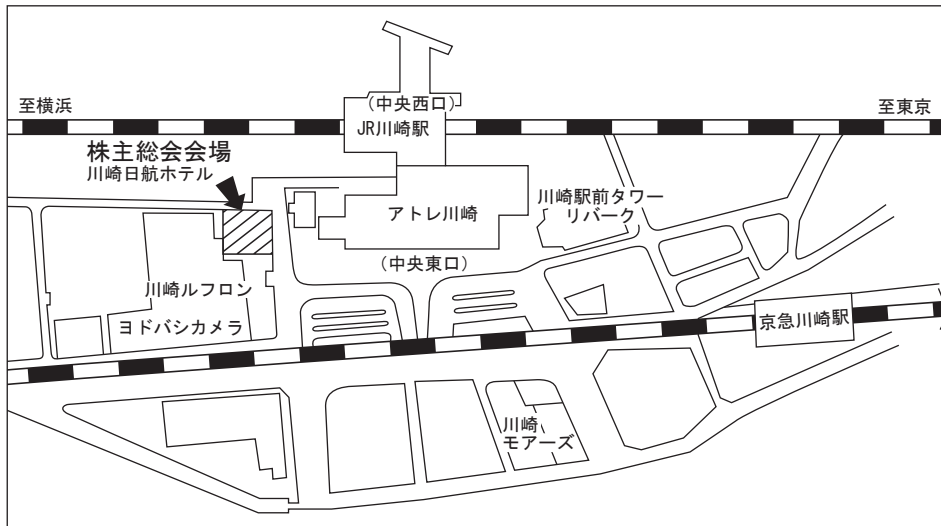 (中央西口)
至横浜
JR川崎駅
至東京
株主総会会場
川崎日航ホテル
アトレ川崎
川崎駅前タワー
リバーク
(中央東口)
川崎ルフロン
ヨドバシカメラ
京急川崎駅
川崎
モアーズ